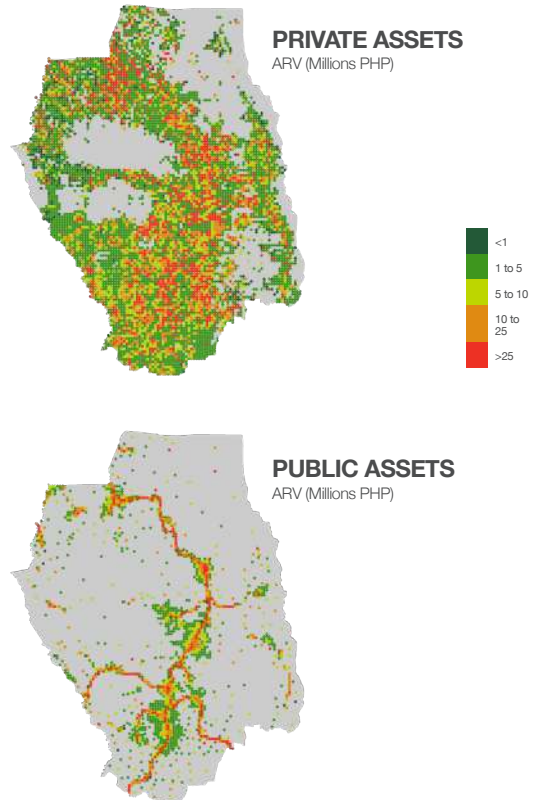 PRIVATE ASSETS
ARV (Millions PHP)
<1
1 to 5
5 to 10
10 to
25
>25
PUBLIC ASSETS
ARV (Millions PHP)